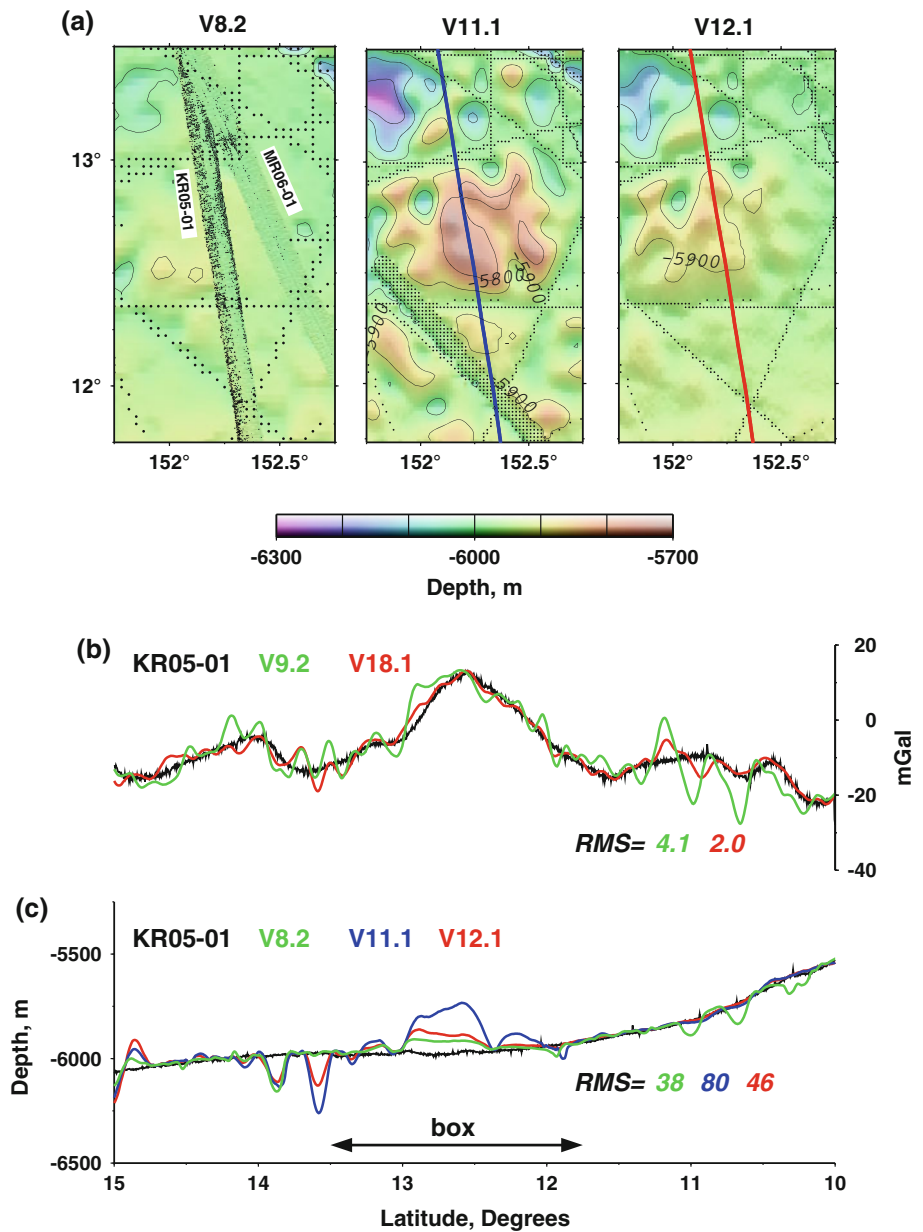 (a)
V8.2 V11.1 V12.1
13°
12°
KR05-01
MR06-01
-5800
-5900
-5900
-5900
-5900
152° 152.5° 152° 152.5° 152° 152.5°
-6300 -6000 -5700
Depth, m
(b)
KR05-01 V9.2 V18.1
20
0
-20
-40
mGal
RMS= 4.1 2.0
(c)
KR05-01 V8.2 V11.1 V12.1
-5500
-6000
-6500
Depth, m
RMS= 38 80 46
box
15 14 13 12 11 10
Latitude, Degrees